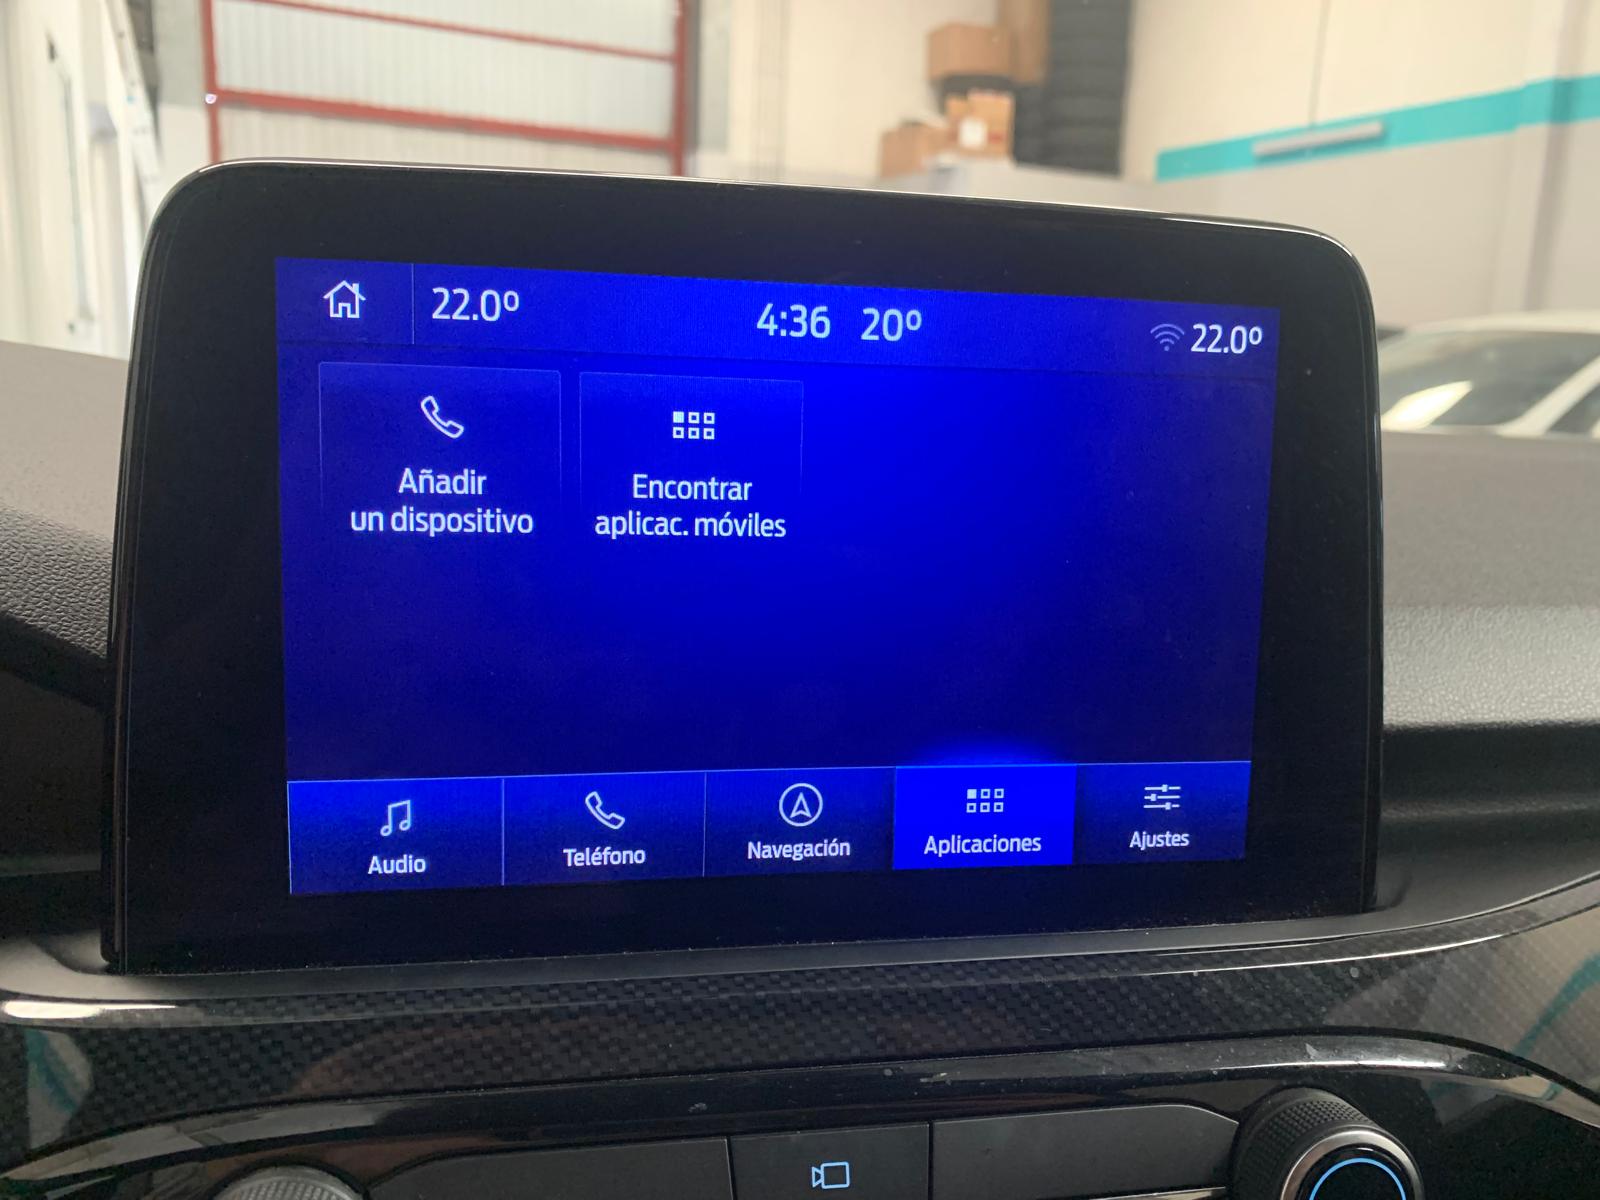 22.0º
4:36 20º
22.0º
Añadir
un dispositivo
Encontrar
aplicac. móviles
Audio
Teléfono
Navegación
Aplicaciones
Ajustes